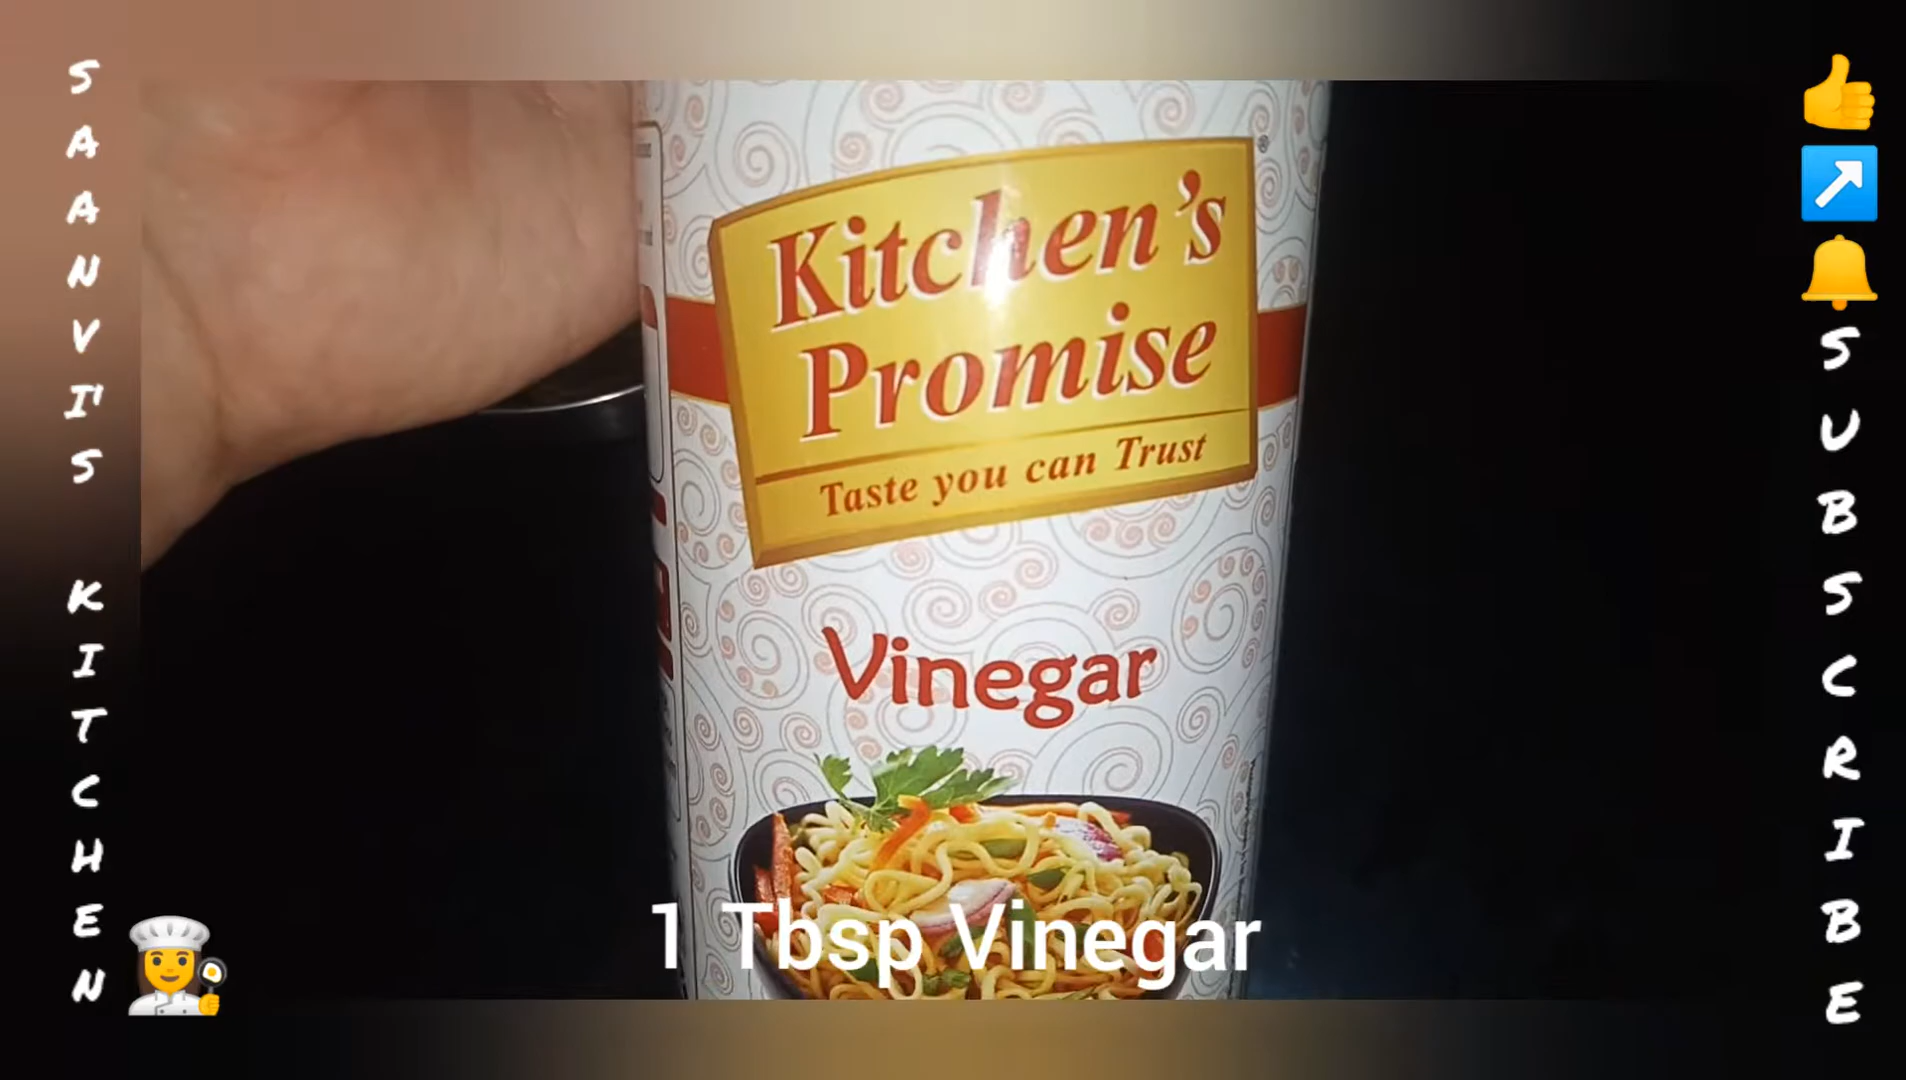 SAANVI'S KITCHEN
Kitchen's
Promise
Taste you can Trust
Vinegar
1 Tbsp Vinegar
SUBSCRIBE